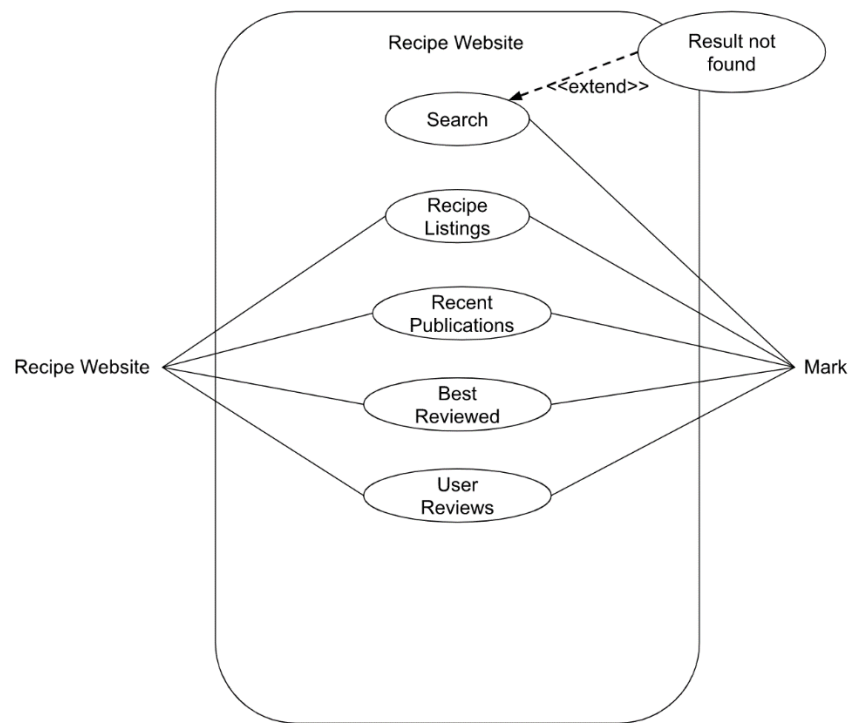 Recipe Website
Result not
found
<<extend>>
Search
Recipe
Listings
Recent
Publications
Recipe Website
Mark
Best
Reviewed
User
Reviews